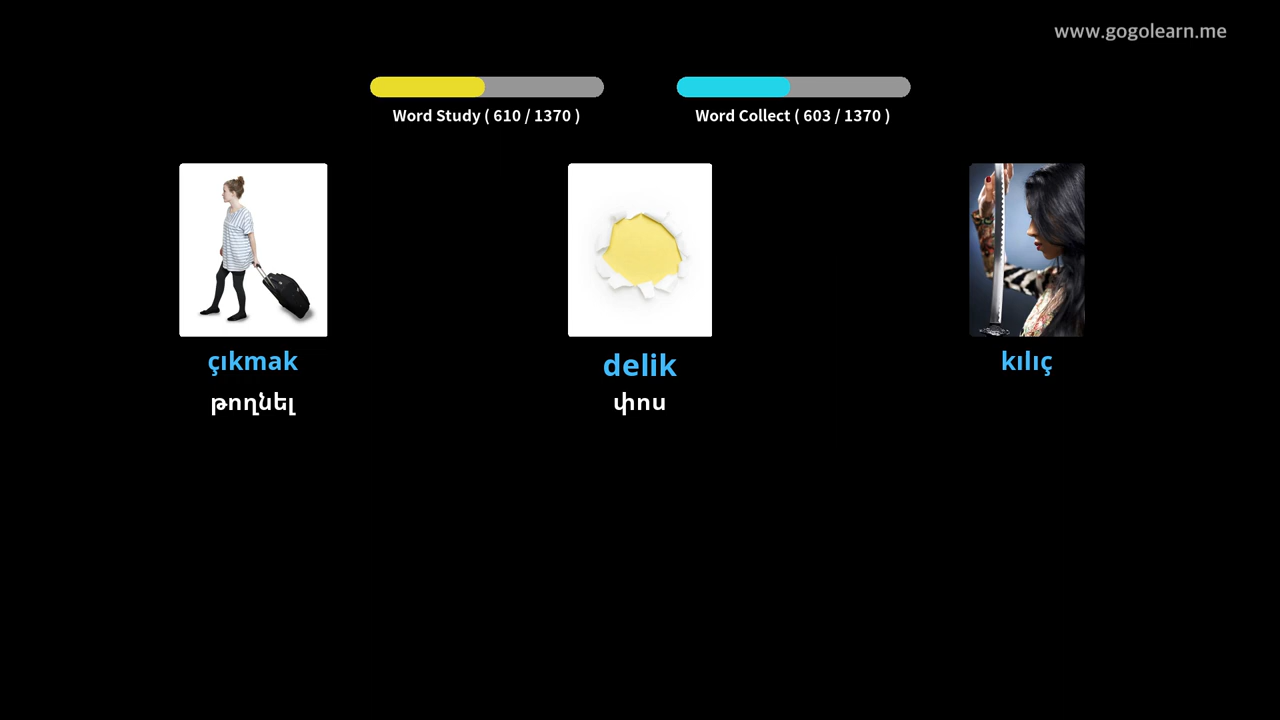 www.gogolearn.me
Word Study ( 610 / 1370 )
Word Collect ( 603 / 1370 )
çıkmak
delik
kılıç
թողնել
փոս